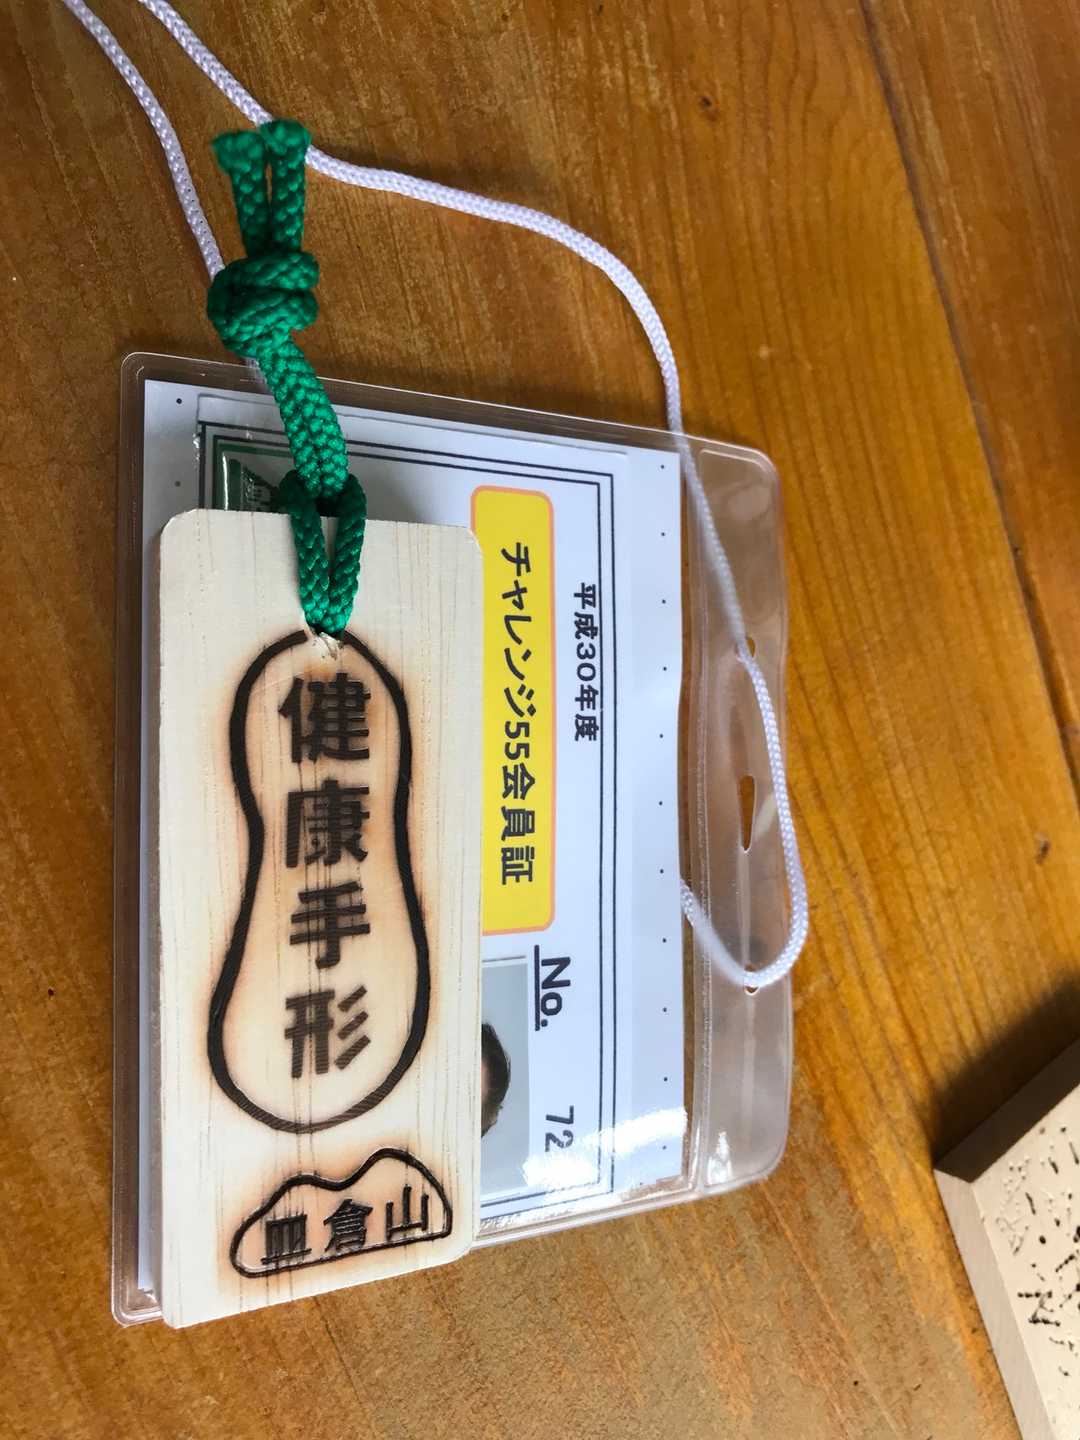 平成30年度
チャレンジ55会員証
No. 72
健康手形
皿倉山